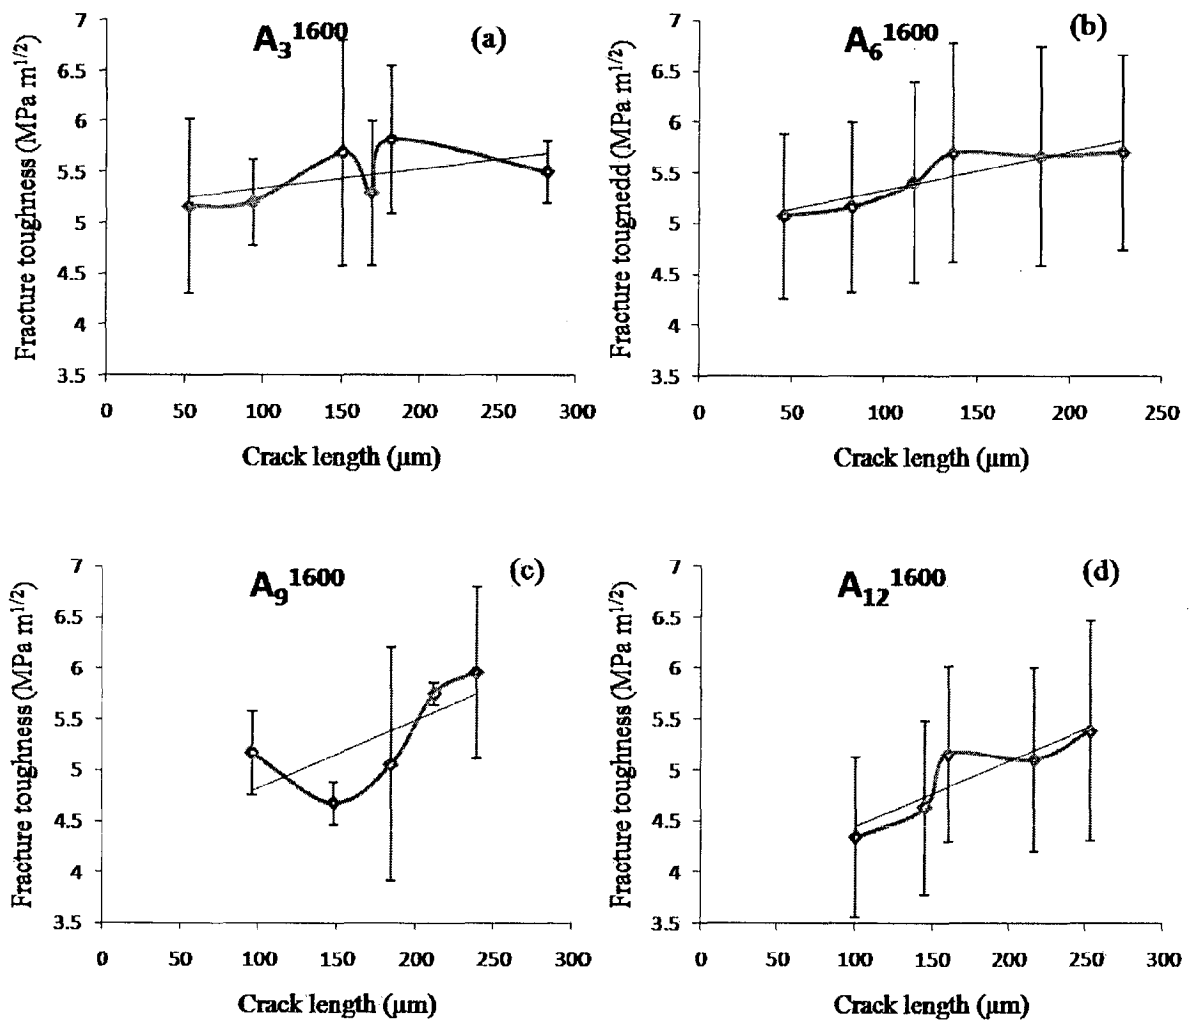 A3^1600 (a)
Fracture toughness (MPa m^1/2)
7
6.5
6
5.5
5
4.5
4
3.5
0 50 100 150 200 250 300
Crack length (μm)
A6^1600 (b)
Fracture tougnedd (MPa m^1/2)
7
6.5
6
5.5
5
4.5
4
3.5
0 50 100 150 200 250
Crack length (μm)
A9^1600 (c)
Fracture toughness (MPa m^1/2)
7
6.5
6
5.5
5
4.5
4
3.5
0 50 100 150 200 250 300
Crack length (μm)
A12^1600 (d)
Fracture toughness (MPa m^1/2)
7
6.5
6
5.5
5
4.5
4
3.5
0 50 100 150 200 250 300
Crack length (μm)